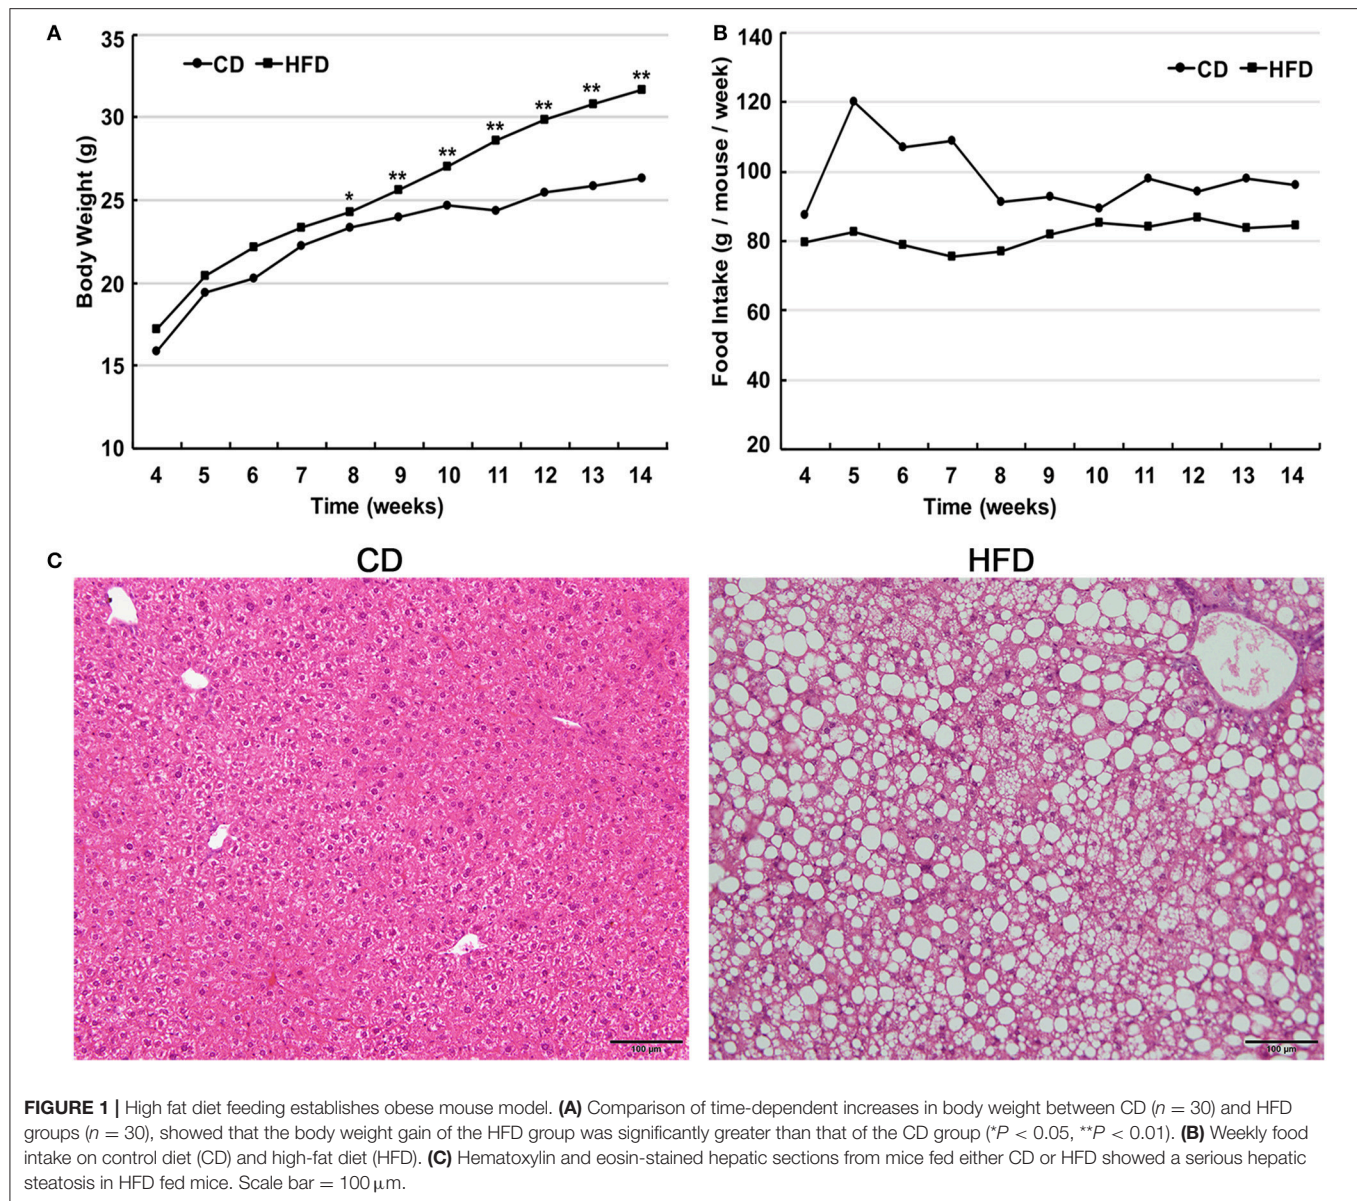 A
CD HFD
Body Weight (g)
35
30
25
20
15
10
* ** ** ** ** ** **
4 5 6 7 8 9 10 11 12 13 14
Time (weeks)
B
CD HFD
Food Intake (g / mouse / week)
140
120
100
80
60
40
20
4 5 6 7 8 9 10 11 12 13 14
Time (weeks)
C
CD
100 μm
HFD
100 μm
FIGURE 1 | High fat diet feeding establishes obese mouse model. (A) Comparison of time-dependent increases in body weight between CD (n = 30) and HFD
groups (n = 30), showed that the body weight gain of the HFD group was significantly greater than that of the CD group (*P < 0.05, **P < 0.01). (B) Weekly food
intake on control diet (CD) and high-fat diet (HFD). (C) Hematoxylin and eosin-stained hepatic sections from mice fed either CD or HFD showed a serious hepatic
steatosis in HFD fed mice. Scale bar = 100 μm.